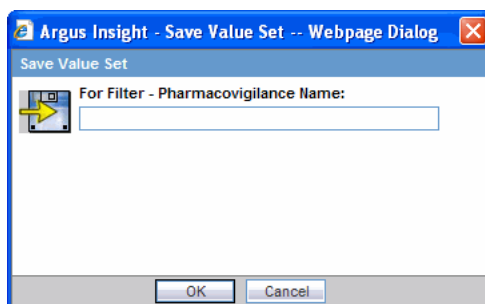 Argus Insight - Save Value Set -- Webpage Dialog
Save Value Set
For Filter - Pharmacovigilance Name:
OK Cancel